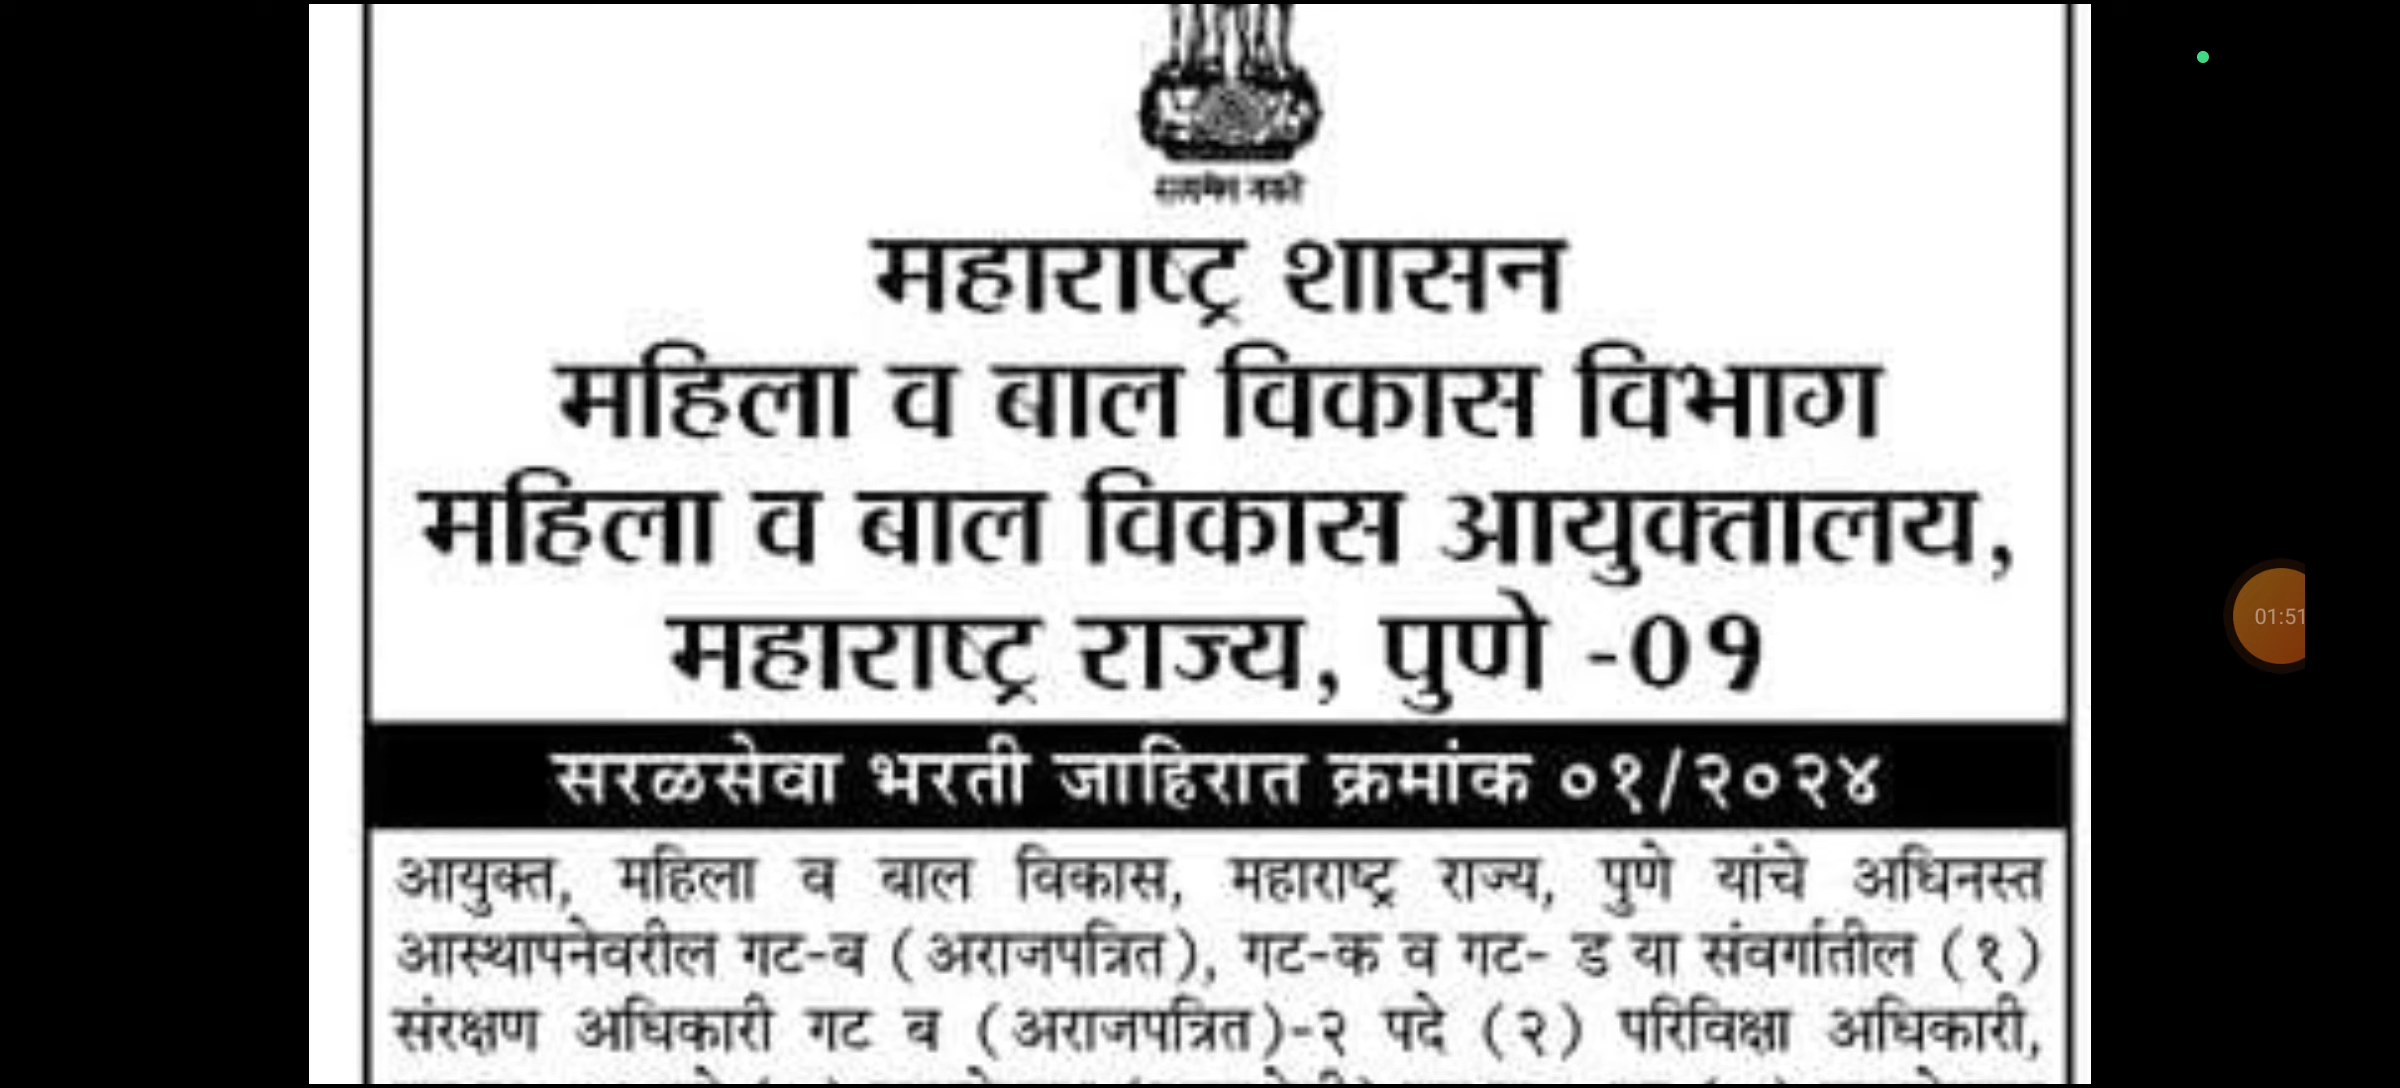 महाराष्ट्र शासन
महिला व बाल विकास विभाग
महिला व बाल विकास आयुक्तालय,
महाराष्ट्र राज्य, पुणे -0१
सरळसेवा भरती जाहिरात क्रमांक ०१/२०२४
आयुक्त, महिला व बाल विकास, महाराष्ट्र राज्य, पुणे यांचे अधिनस्त
आस्थापनेवरील गट-ब (अराजपत्रित), गट-क व गट- ड या संवर्गातील (१)
संरक्षण अधिकारी गट ब (अराजपत्रित)-२ पदे (२) परिविक्षा अधिकारी,
01:51